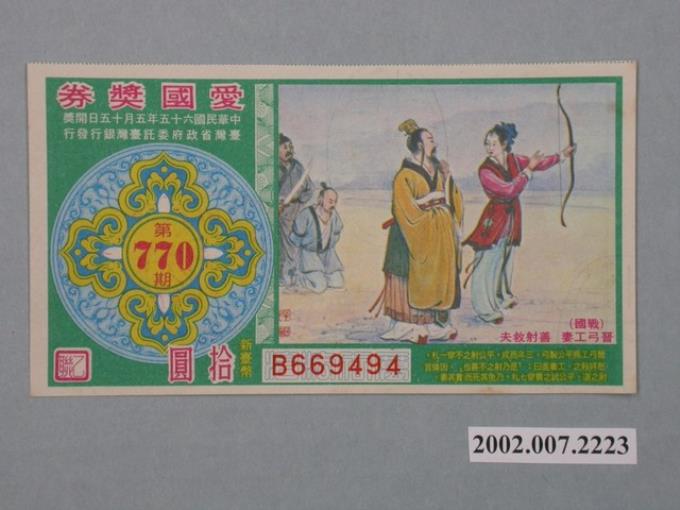 愛國獎券
中華民國六十五年五月十五日開獎
臺灣省政府委託臺灣銀行發行
第
770
期
聯乙
新臺幣
拾圓
B669494
(戰國)
晉弓工妻 善射救夫
2002.007.2223